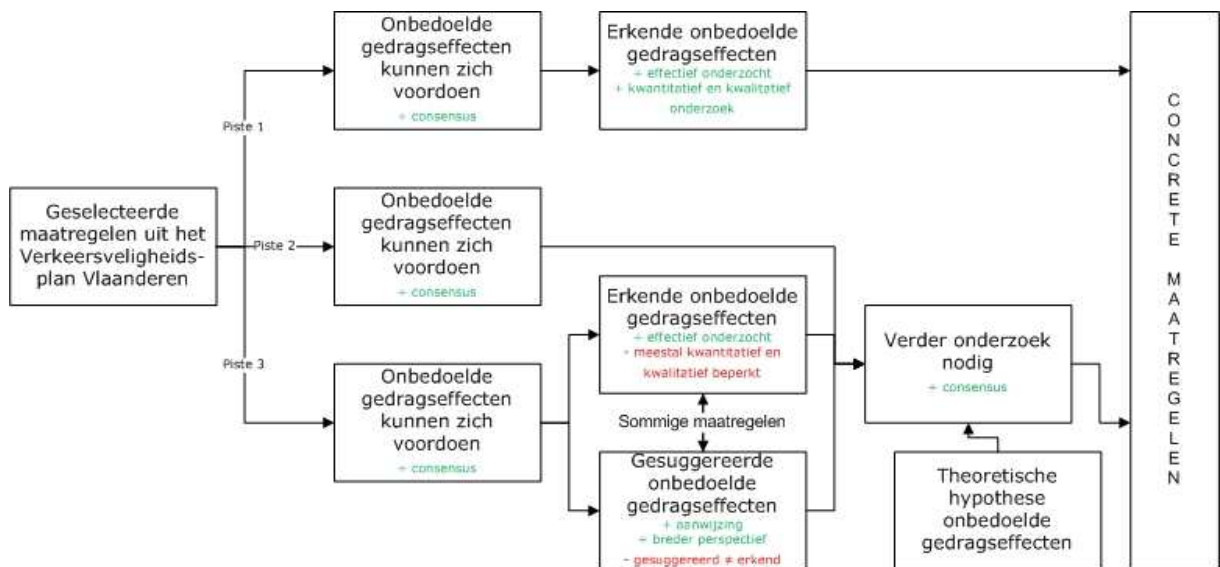 Onbedoelde
gedragseffecten
kunnen zich
voordoen
+ consensus
Erkende onbedoelde
gedragseffecten
+ effectief onderzocht
+ kwantitatief en kwalitatief
onderzoek
Piste 1
Geselecteerde
maatregelen uit het
Verkeersveligheids-
plan Vlaanderen
Piste 2
Onbedoelde
gedragseffecten
kunnen zich
voordoen
+ consensus
Piste 3
Onbedoelde
gedragseffecten
kunnen zich
voordoen
+ consensus
Erkende onbedoelde
gedragseffecten
+ effectief onderzocht
- meestal kwantitatief en
kwalitatief beperkt
Sommige maatregelen
Gesuggereerde
onbedoelde
gedragseffecten
+ aanwijzing
+ breder perspectief
- gesuggereerd ≠ erkend
Verder onderzoek
nodig
+ consensus
Theoretische
hypothese
onbedoelde
gedragseffecten
CONCRETE MAATREGELEN